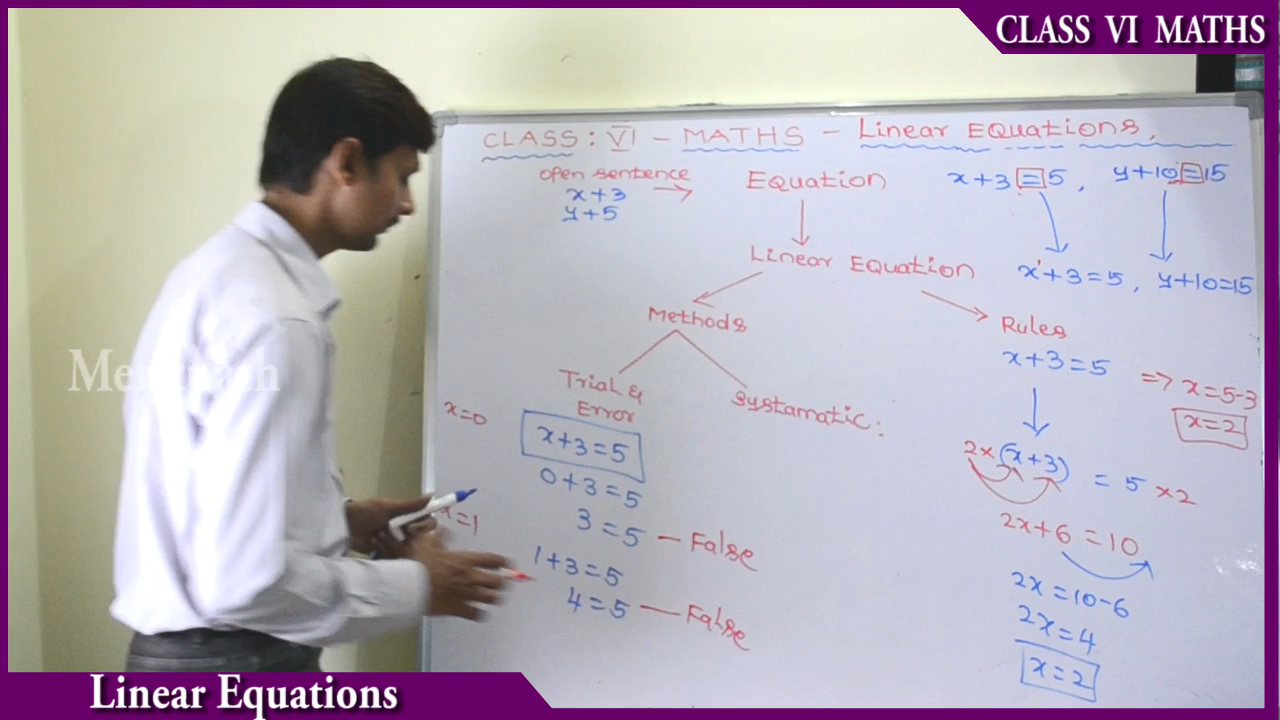 CLASS VI MATHS
CLASS : VI - MATHS - Linear EQuations,
open sentence
x+3
y+5
Equation
x+3=5, y+10=15
Linear EQuation
x+3=5, y+10=15
Methods
Rules
x+3=5
=> x=5-3
x=2
Trial &
Error
Systamatic:
x=0
x+3=5
0+3=5
3=5 - False
x=1
1+3=5
4=5 - False
2x(x+3) = 5 x2
2x+6=10
2x=10-6
2x=4
x=2
Linear Equations